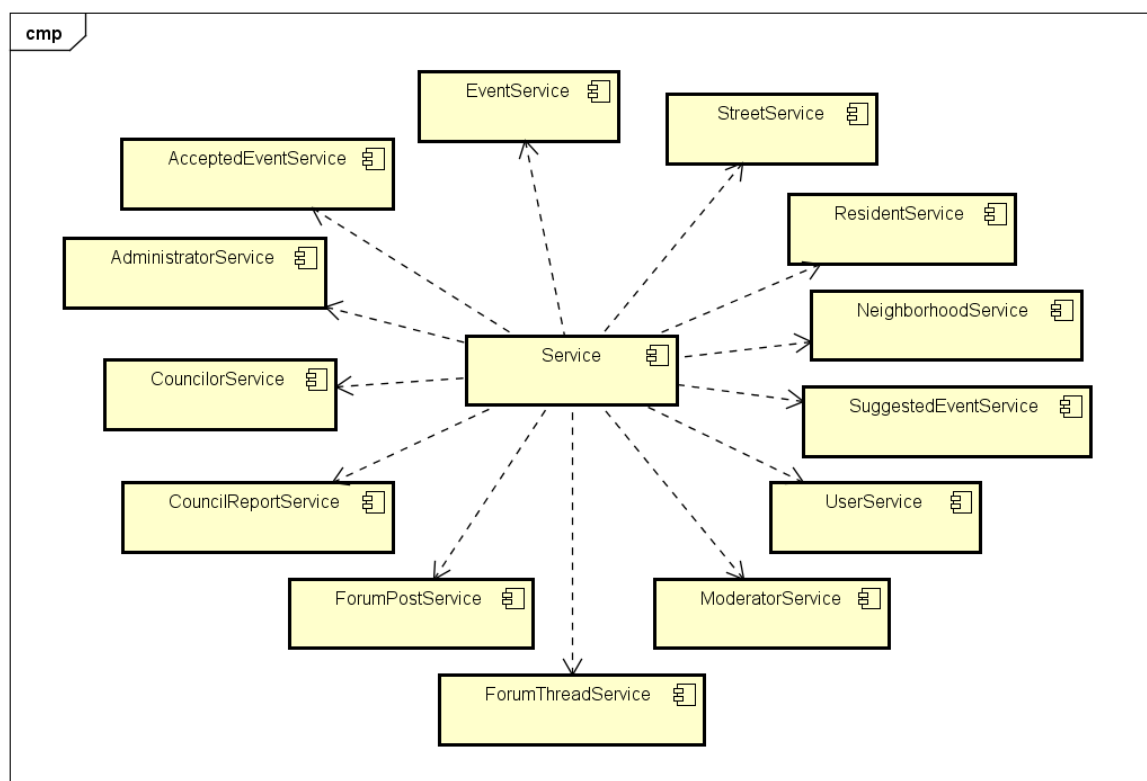 cmp
EventService
StreetService
AcceptedEventService
ResidentService
AdministratorService
NeighborhoodService
Service
CouncilorService
SuggestedEventService
CouncilReportService
UserService
ForumPostService
ModeratorService
ForumThreadService